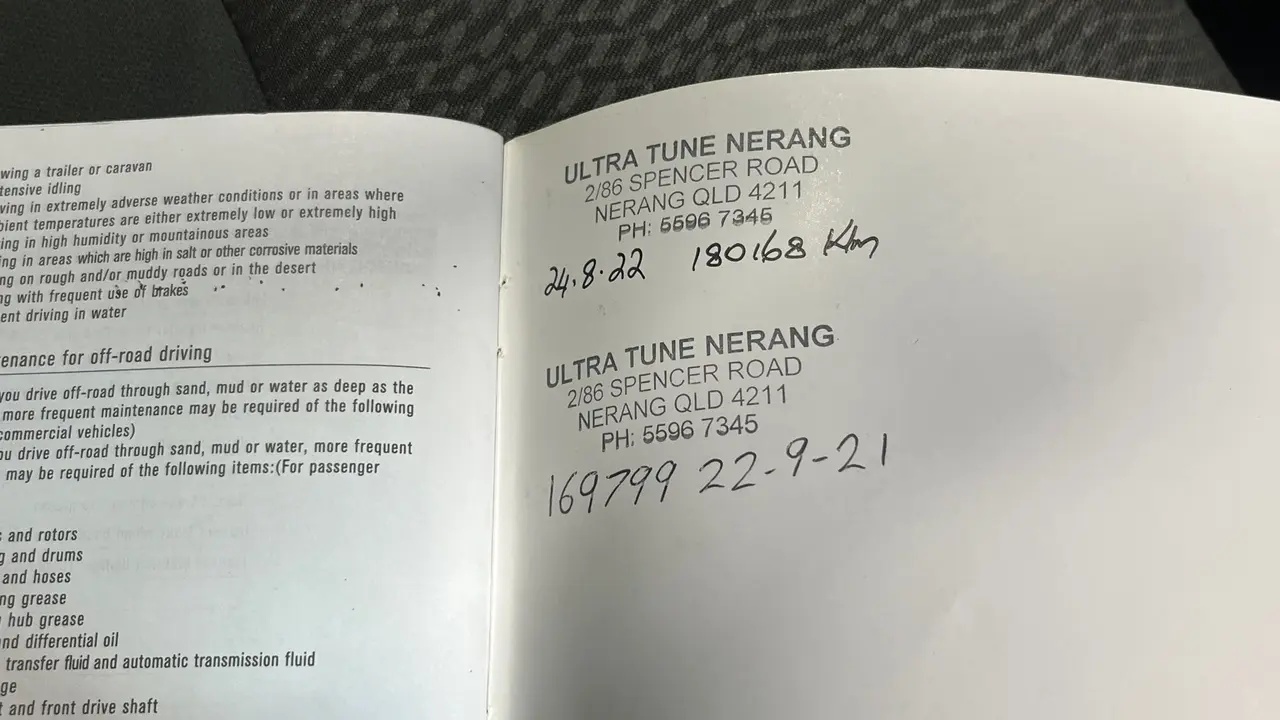 wing a trailer or caravan
tensive idling
ving in extremely adverse weather conditions or in areas where
bient temperatures are either extremely low or extremely high
ing in high humidity or mountainous areas
ing in areas which are high in salt or other corrosive materials
ng on rough and/or muddy roads or in the desert
ng with frequent use of brakes
ent driving in water
enance for off-road driving
you drive off-road through sand, mud or water as deep as the
more frequent maintenance may be required of the following
commercial vehicles)
ou drive off-road through sand, mud or water, more frequent
may be required of the following items:(For passenger
and rotors
g and drums
and hoses
ng grease
hub grease
nd differential oil
transfer fluid and automatic transmission fluid
ge
t and front drive shaft
ULTRA TUNE NERANG
2/86 SPENCER ROAD
NERANG QLD 4211
PH: 5596 7345
24.8.22 180168 Km
ULTRA TUNE NERANG
2/86 SPENCER ROAD
NERANG QLD 4211
PH: 5596 7345
169799 22-9-21